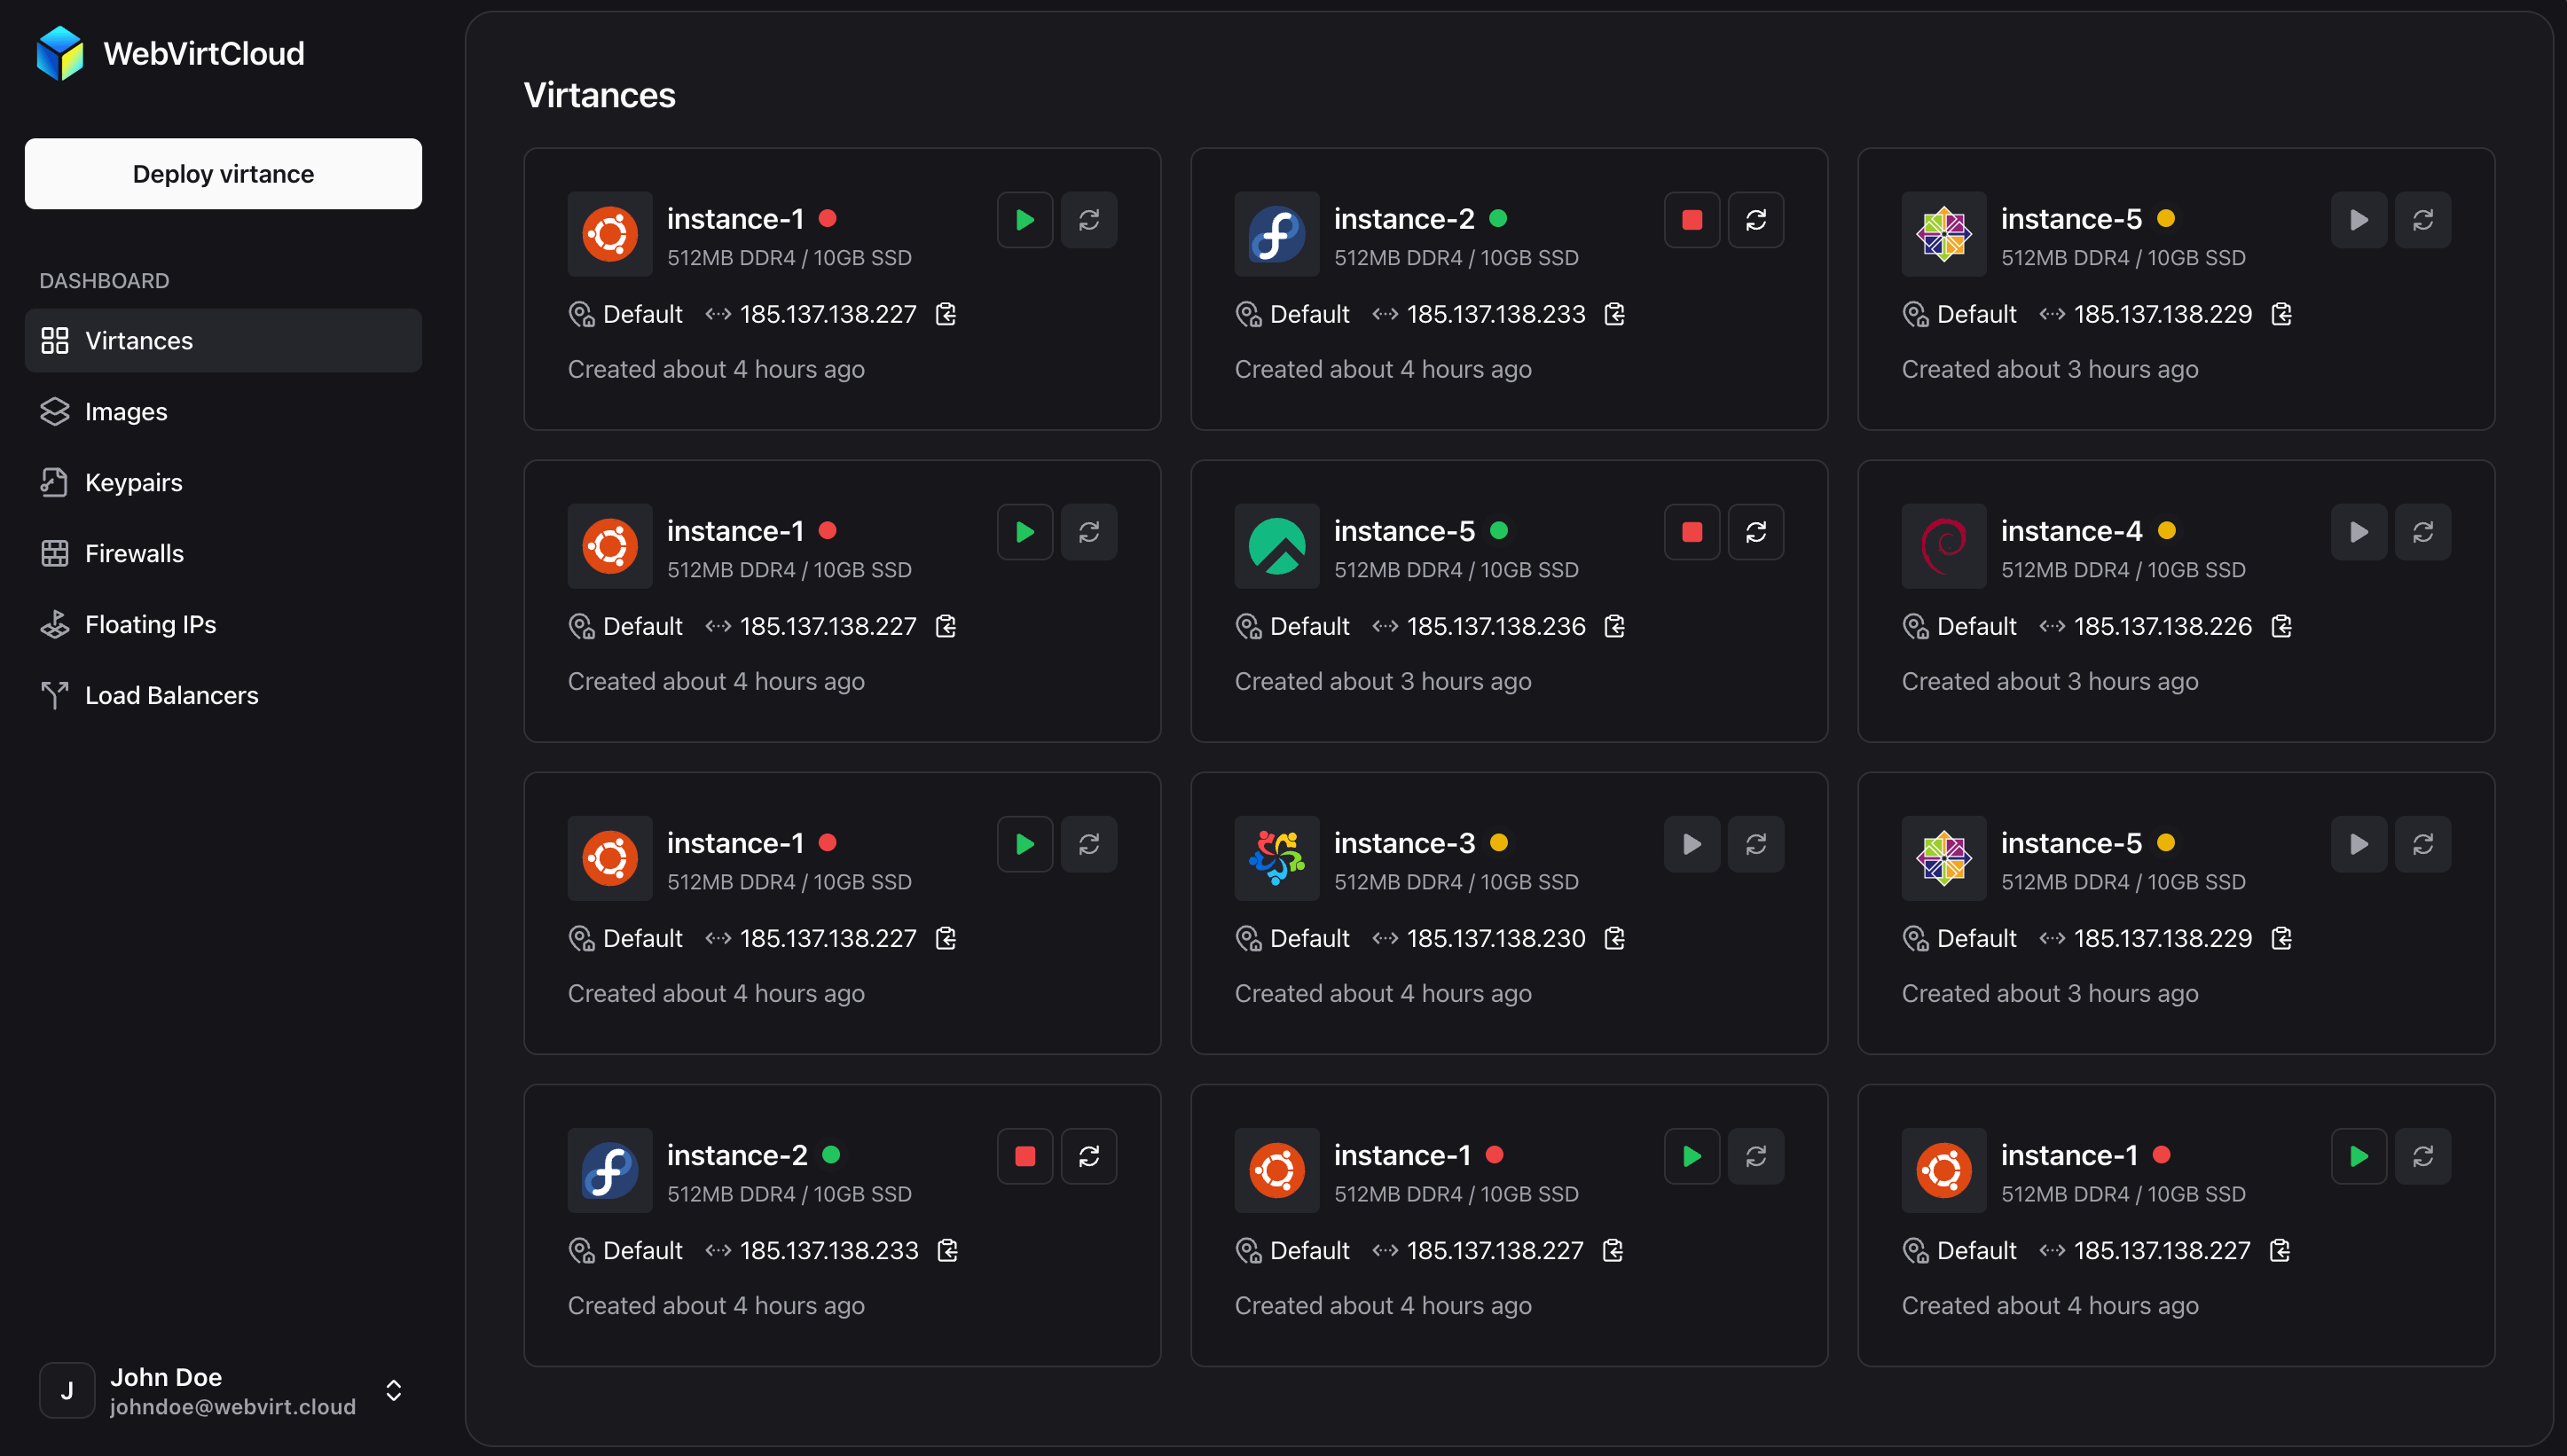 WebVirtCloud
Deploy virtance
DASHBOARD
Virtances
Images
Keypairs
Firewalls
Floating IPs
Load Balancers
J
John Doe
johndoe@webvirt.cloud
Virtances
instance-1
512MB DDR4 / 10GB SSD
Default 185.137.138.227
Created about 4 hours ago
instance-2
512MB DDR4 / 10GB SSD
Default 185.137.138.233
Created about 4 hours ago
instance-5
512MB DDR4 / 10GB SSD
Default 185.137.138.229
Created about 3 hours ago
instance-1
512MB DDR4 / 10GB SSD
Default 185.137.138.227
Created about 4 hours ago
instance-5
512MB DDR4 / 10GB SSD
Default 185.137.138.236
Created about 3 hours ago
instance-4
512MB DDR4 / 10GB SSD
Default 185.137.138.226
Created about 3 hours ago
instance-1
512MB DDR4 / 10GB SSD
Default 185.137.138.227
Created about 4 hours ago
instance-3
512MB DDR4 / 10GB SSD
Default 185.137.138.230
Created about 4 hours ago
instance-5
512MB DDR4 / 10GB SSD
Default 185.137.138.229
Created about 3 hours ago
instance-2
512MB DDR4 / 10GB SSD
Default 185.137.138.233
Created about 4 hours ago
instance-1
512MB DDR4 / 10GB SSD
Default 185.137.138.227
Created about 4 hours ago
instance-1
512MB DDR4 / 10GB SSD
Default 185.137.138.227
Created about 4 hours ago